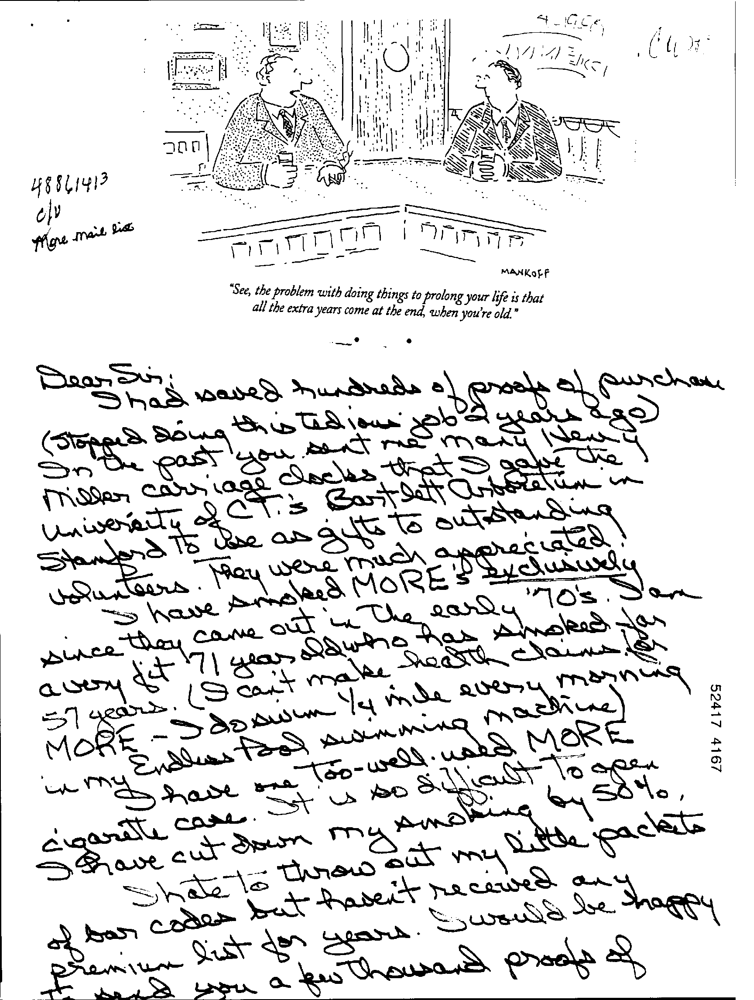 48861413
c/v
More mail list
MANKOFF
"See, the problem with doing things to prolong your life is that
all the extra years come at the end, when you're old."
Dear Sir:
I had saved hundreds of proofs of purchase
(stopped doing this tedious job 2 years ago)
In the past you sent me many Henry
Miller carriage clocks that I gave the
University of CT.'s Bartlett Arboretum in
Stamford to use as gifts to outstanding
volunteers. They were much appreciated.
I have smoked MORE's exclusively
since they came out in the early '70's. I am
a very fit 71 year old who has smoked for
57 years. (I can't make health claims for
MORE - I do swim 1/4 mile every morning
in my Endless Pool swimming machine)
I have one too-well-used MORE
cigarette case. It is so difficult to open
I have cut down my smoking by 50%.
I hate to throw out my little packets
of bar codes but haven't received any
premium list for years. I would be happy
to send you a few thousand proofs of
52417 4167